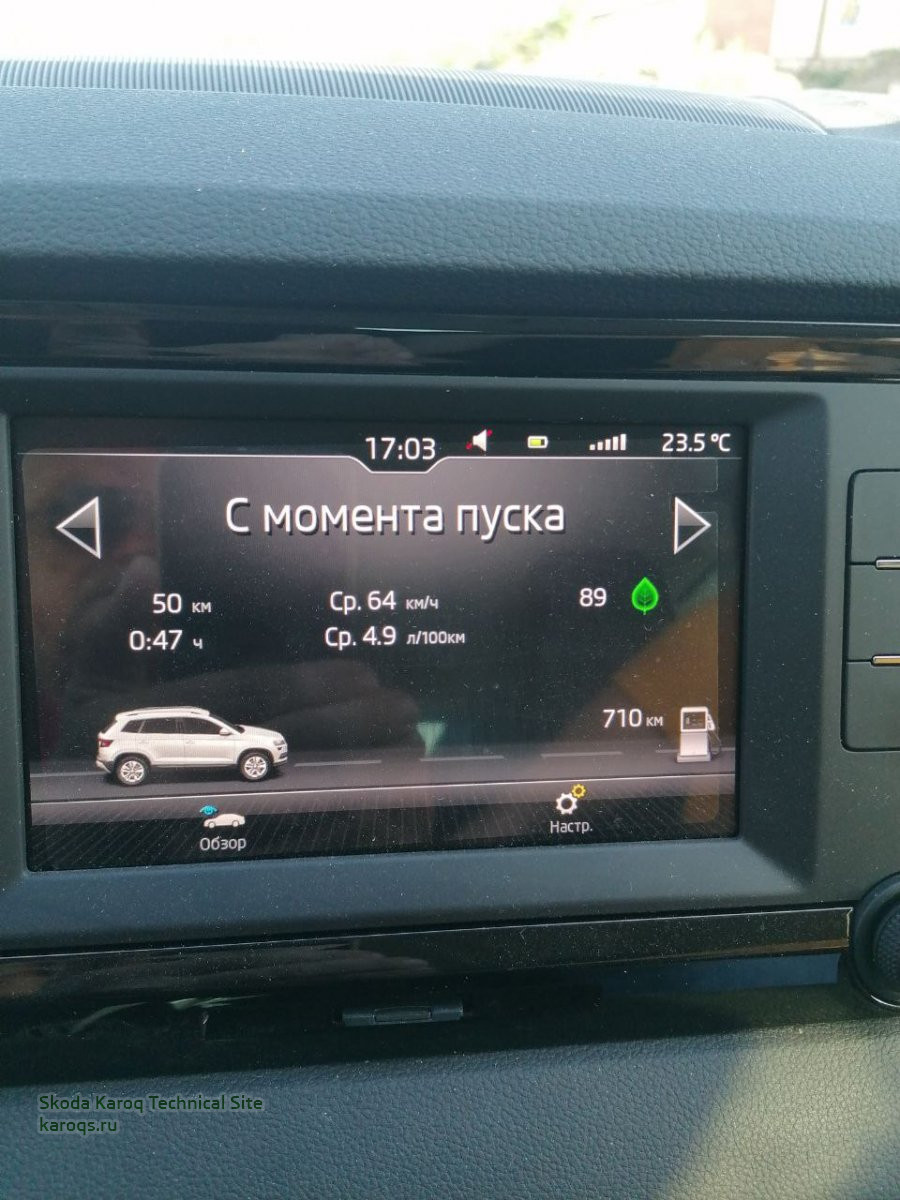 17:03 23.5 °C
С момента пуска
50 км Ср. 64 км/ч 89
0:47 ч Ср. 4.9 л/100км
710 км
Обзор Настр.
Skoda Karoq Technical Site
karoqs.ru